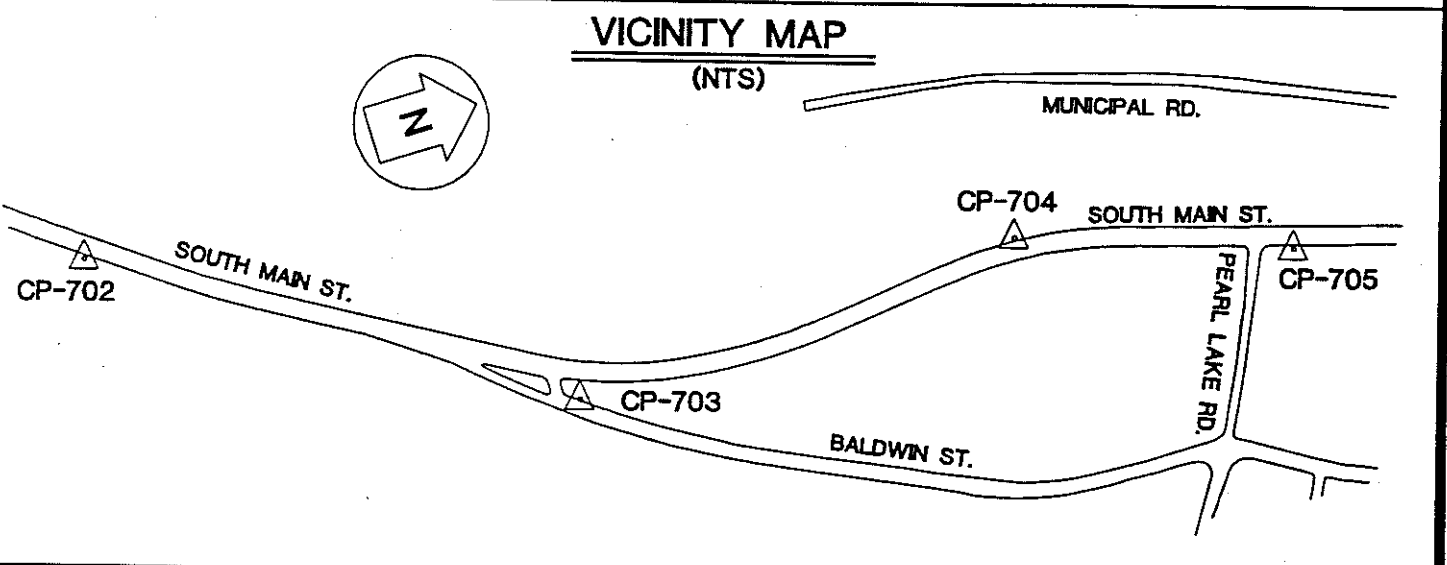 VICINITY MAP
(NTS)
N
MUNICIPAL RD.
CP-704
SOUTH MAIN ST.
SOUTH MAIN ST.
CP-702
CP-705
PEARL LAKE RD.
CP-703
BALDWIN ST.